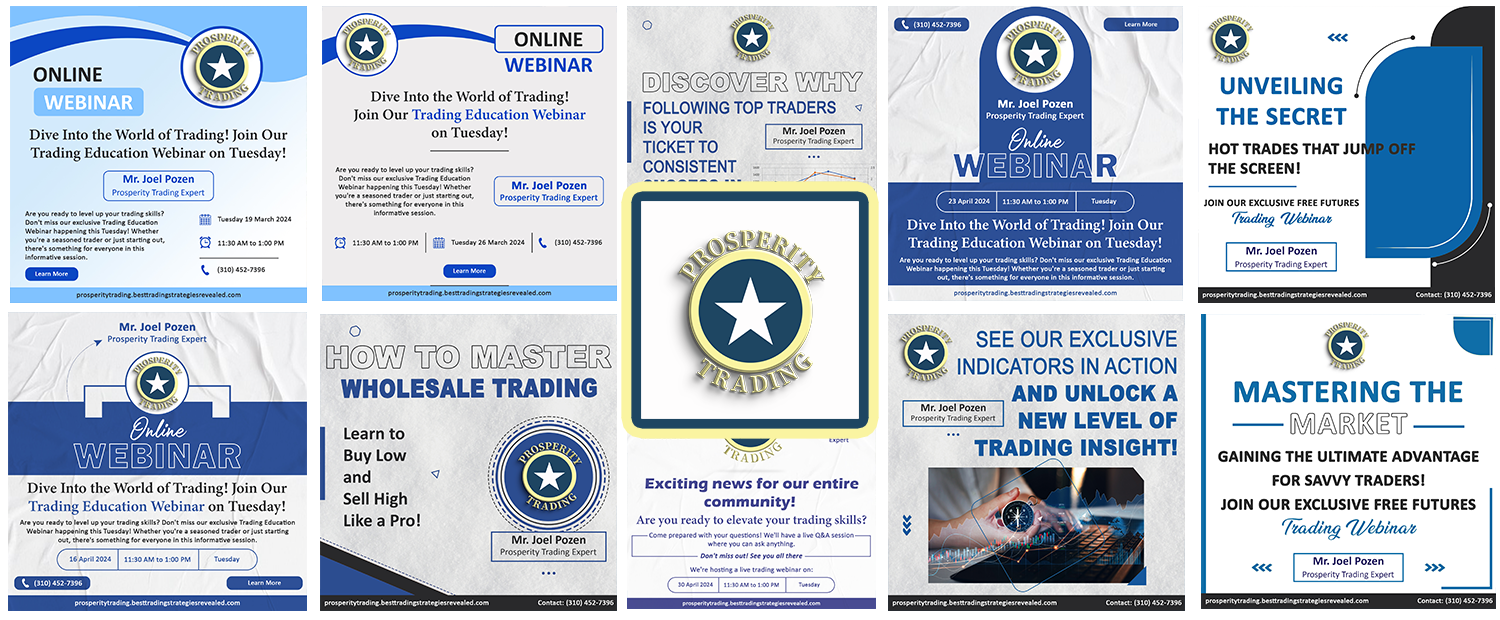 PROSPERITY
TRADING
ONLINE
WEBINAR
Dive Into the World of Trading! Join Our
Trading Education Webinar on Tuesday!
Mr. Joel Pozen
Prosperity Trading Expert
Are you ready to level up your trading skills?
Don't miss our exclusive Trading Education
Webinar happening this Tuesday! Whether
you're a seasoned trader or just starting out,
there's something for everyone in this
informative session.
Learn More
Tuesday 19 March 2024
11:30 AM to 1:00 PM
(310) 452-7396
prosperitytrading.besttradingstrategiesrevealed.com
PROSPERITY
TRADING
ONLINE
WEBINAR
Dive Into the World of Trading!
Join Our Trading Education Webinar
on Tuesday!
Are you ready to level up your trading skills?
Don't miss our exclusive Trading Education
Webinar happening this Tuesday! Whether
you're a seasoned trader or just starting out,
there's something for everyone in this
informative session.
Mr. Joel Pozen
Prosperity Trading Expert
11:30 AM to 1:00 PM
Tuesday 26 March 2024
(310) 452-7396
Learn More
prosperitytrading.besttradingstrategiesrevealed.com
PROSPERITY
TRADING
DISCOVER WHY
FOLLOWING TOP TRADERS
IS YOUR
TICKET TO
CONSISTENT
SUCCESS IN
Mr. Joel Pozen
Prosperity Trading Expert
(310) 452-7396
Learn More
PROSPERITY
TRADING
Mr. Joel Pozen
Prosperity Trading Expert
Online
WEBINAR
23 April 2024
11:30 AM to 1:00 PM
Tuesday
Dive Into the World of Trading! Join Our
Trading Education Webinar on Tuesday!
Are you ready to level up your trading skills? Don't miss our exclusive Trading Education
Webinar happening this Tuesday! Whether you're a seasoned trader or just starting
out, there's something for everyone in this informative session.
prosperitytrading.besttradingstrategiesrevealed.com
PROSPERITY
TRADING
UNVEILING
THE SECRET
HOT TRADES THAT JUMP OFF
THE SCREEN!
JOIN OUR EXCLUSIVE FREE FUTURES
Trading Webinar
Mr. Joel Pozen
Prosperity Trading Expert
prosperitytrading.besttradingstrategiesrevealed.com
Contact: (310) 452-7396
PROSPERITY
TRADING
Mr. Joel Pozen
Prosperity Trading Expert
PROSPERITY
TRADING
Online
WEBINAR
Dive Into the World of Trading! Join Our
Trading Education Webinar on Tuesday!
Are you ready to level up your trading skills? Don't miss our exclusive Trading Education
Webinar happening this Tuesday! Whether you're a seasoned trader or just starting
out, there's something for everyone in this informative session.
16 April 2024
11:30 AM to 1:00 PM
Tuesday
(310) 452-7396
Learn More
prosperitytrading.besttradingstrategiesrevealed.com
HOW TO MASTER
WHOLESALE TRADING
Learn to
Buy Low
and
Sell High
Like a Pro!
PROSPERITY
TRADING
Mr. Joel Pozen
Prosperity Trading Expert
prosperitytrading.besttradingstrategiesrevealed.com
Contact: (310) 452-7396
TRADING
Expert
Exciting news for our entire
community!
Are you ready to elevate your trading skills?
Come prepared with your questions! We'll have a live Q&A session
where you can ask anything.
Don't miss out! See you all there
We're hosting a live trading webinar on:
30 April 2024
11:30 AM to 1:00 PM
Tuesday
prosperitytrading.besttradingstrategiesrevealed.com
PROSPERITY
TRADING
SEE OUR EXCLUSIVE
INDICATORS IN ACTION
AND UNLOCK A
NEW LEVEL OF
TRADING INSIGHT!
Mr. Joel Pozen
Prosperity Trading Expert
prosperitytrading.besttradingstrategiesrevealed.com
Contact: (310) 452-7396
PROSPERITY
TRADING
MASTERING THE
MARKET
GAINING THE ULTIMATE ADVANTAGE
FOR SAVVY TRADERS!
JOIN OUR EXCLUSIVE FREE FUTURES
Trading Webinar
Mr. Joel Pozen
Prosperity Trading Expert
prosperitytrading.besttradingstrategiesrevealed.com
Contact: (310) 452-7396